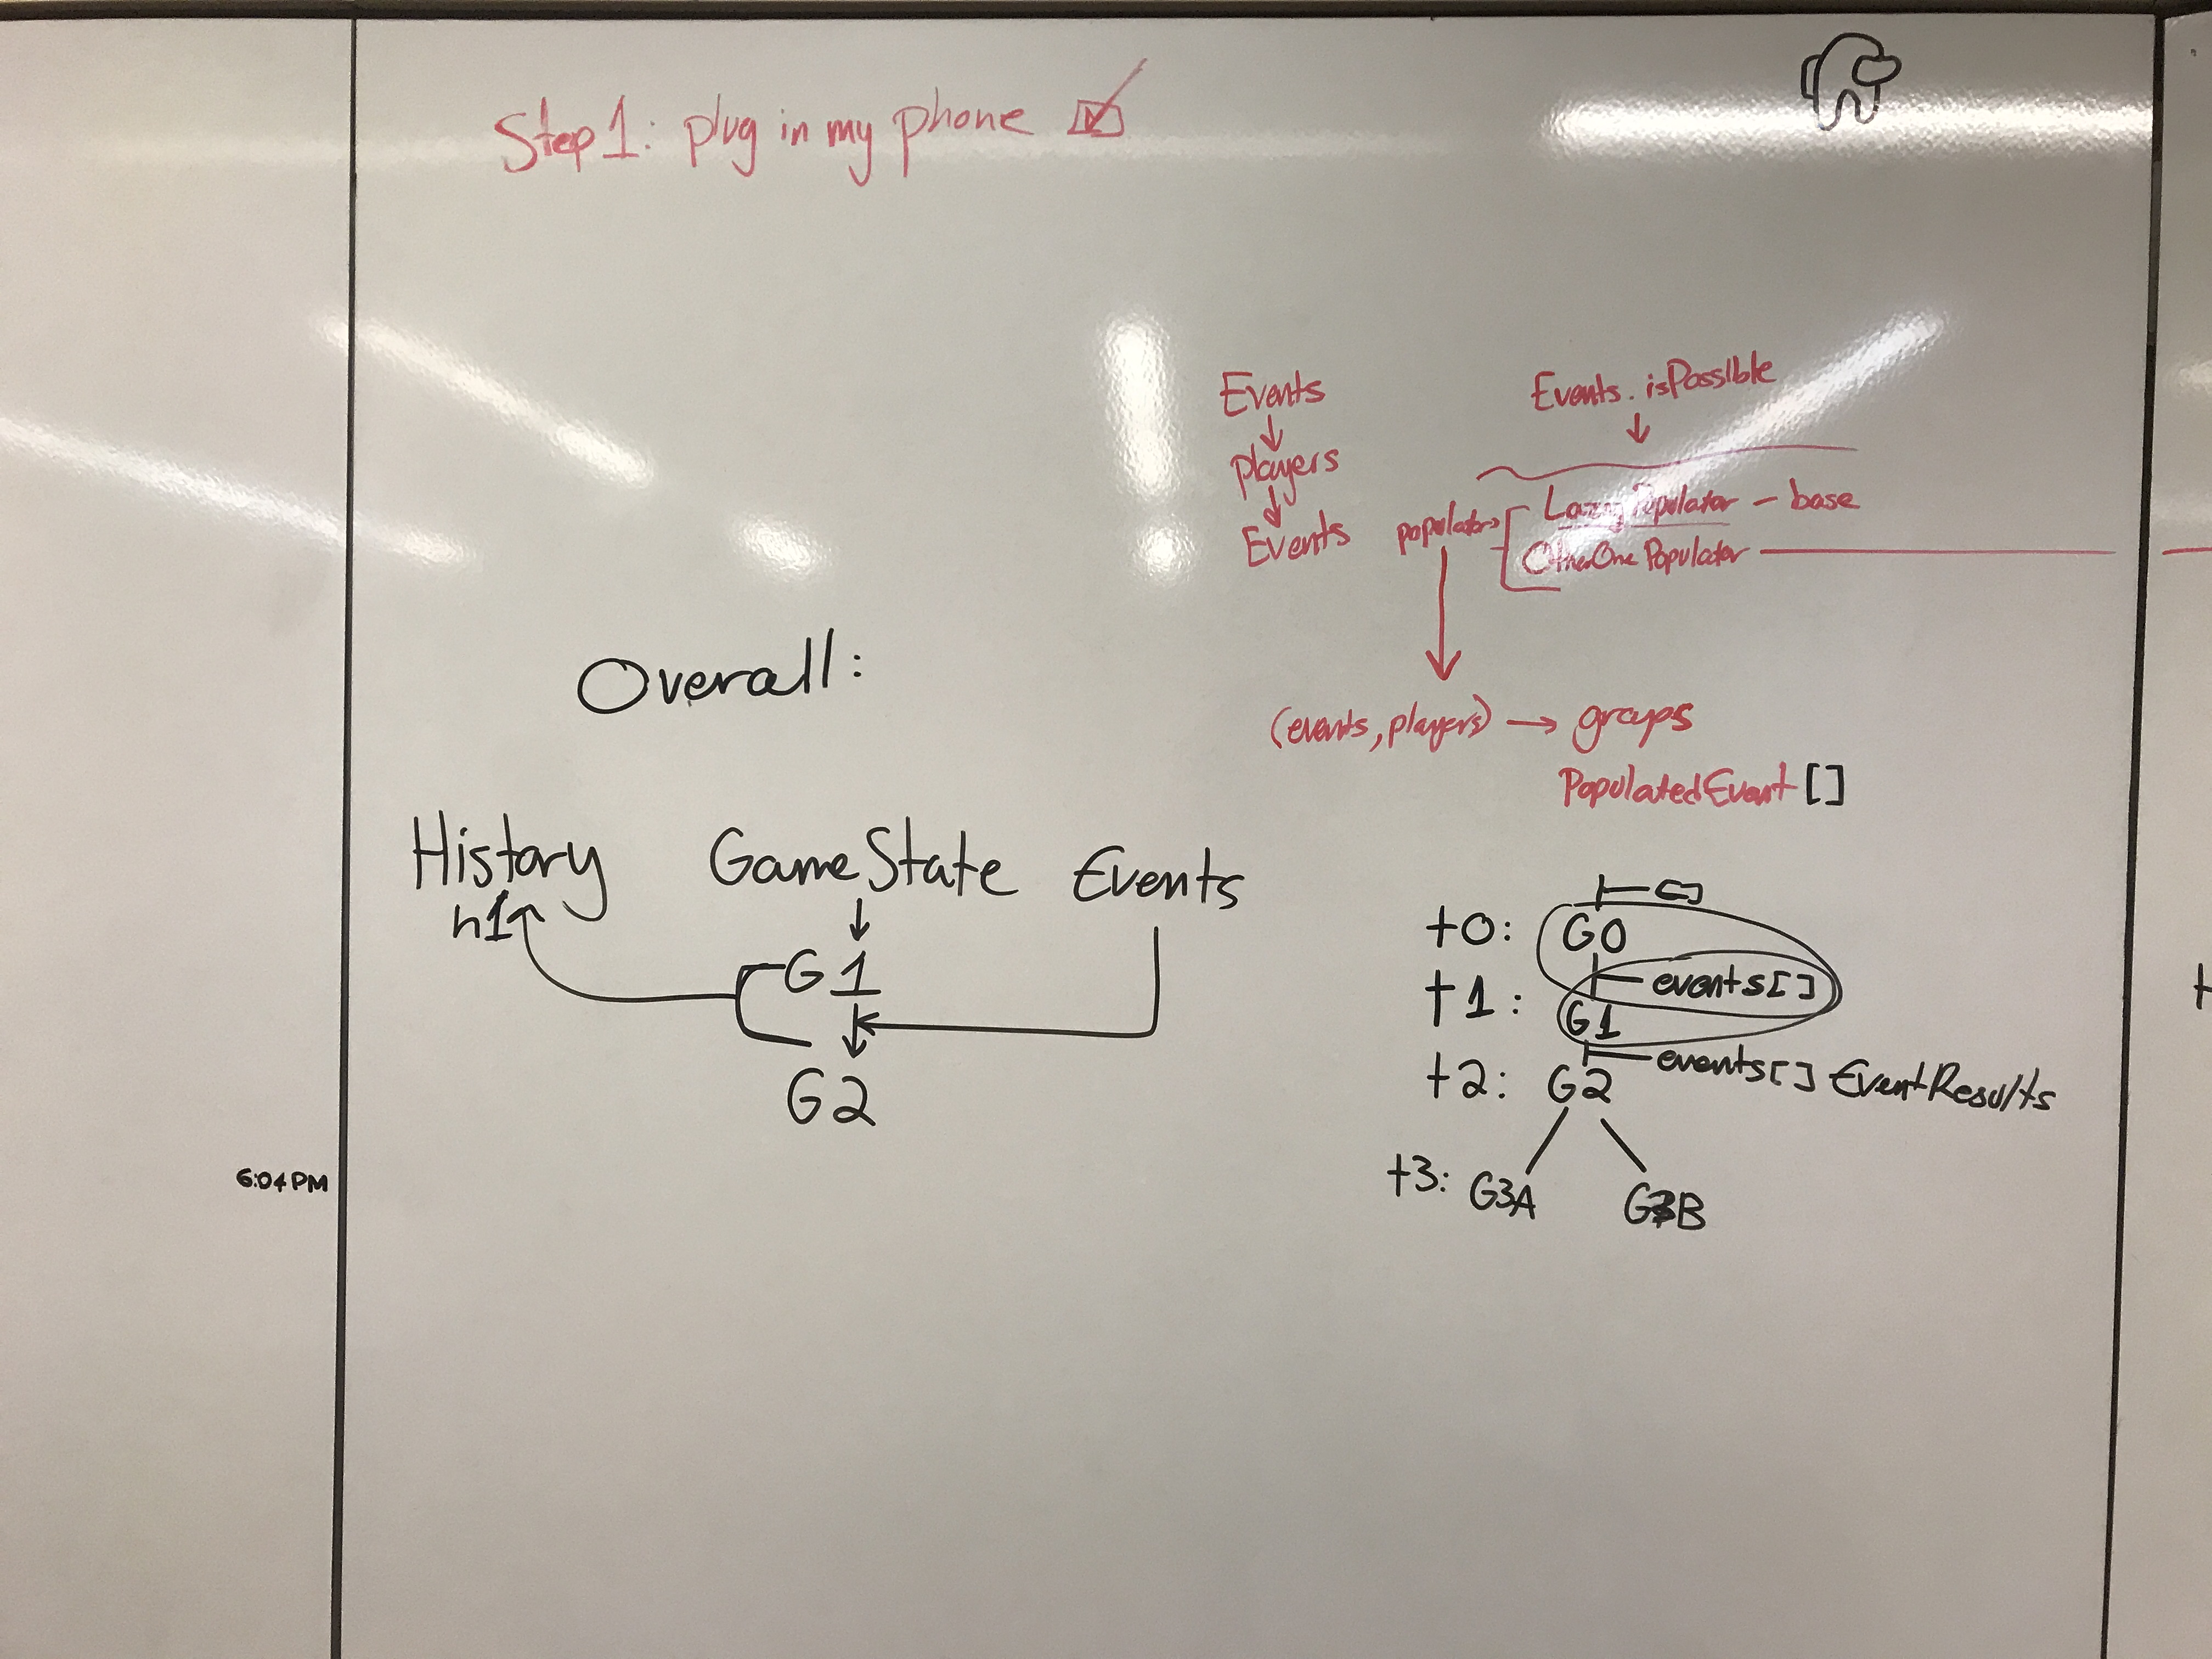 Step 1: plug in my phone
Events
players
Events
Events. isPossible
populators
Lazy Populator - base
OtherOne Populator
(events, players) → groups
PopulatedEvent []
Overall:
History GameState Events
h1
G1
G2
t0: G0 []
t1: G1 events[]
t2: G2 events[] EventResults
t3: G3A G3B
6:04 PM